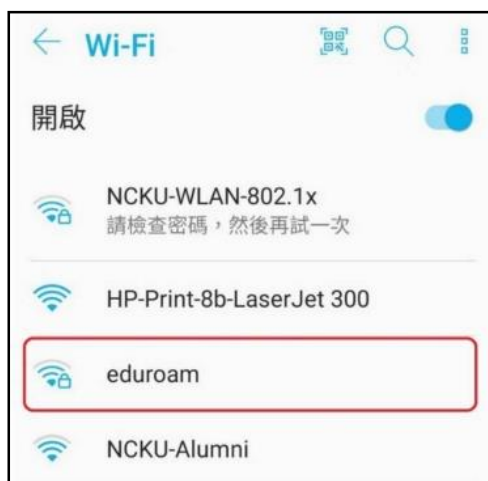 Wi-Fi
開啟
NCKU-WLAN-802.1x
請檢查密碼,然後再試一次
HP-Print-8b-LaserJet 300
eduroam
NCKU-Alumni